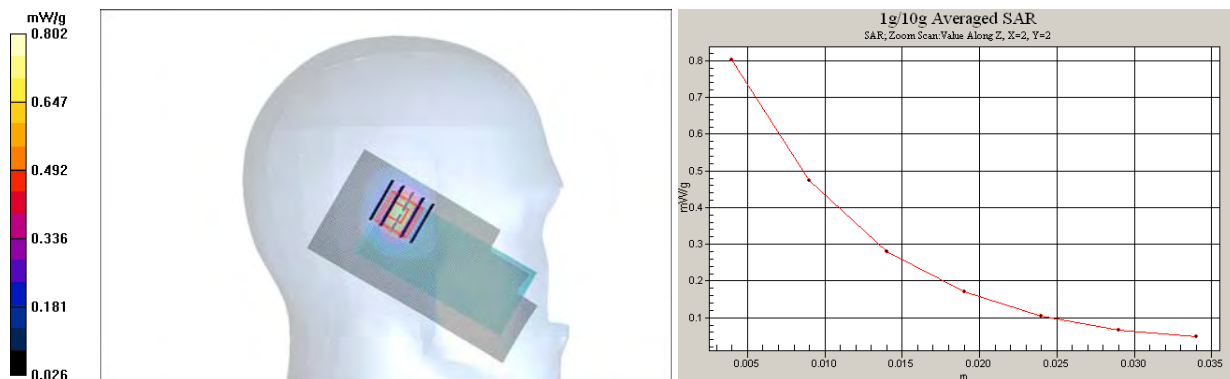 mW/g
0.802
0.647
0.492
0.336
0.181
0.026
1g/10g Averaged SAR
SAR; Zoom Scan:Value Along Z, X=2, Y=2
0.8
0.7
0.5
0.4
0.3
0.2
0.1
mW/g
0.005 0.010 0.015 0.020 0.025 0.030 0.035
m